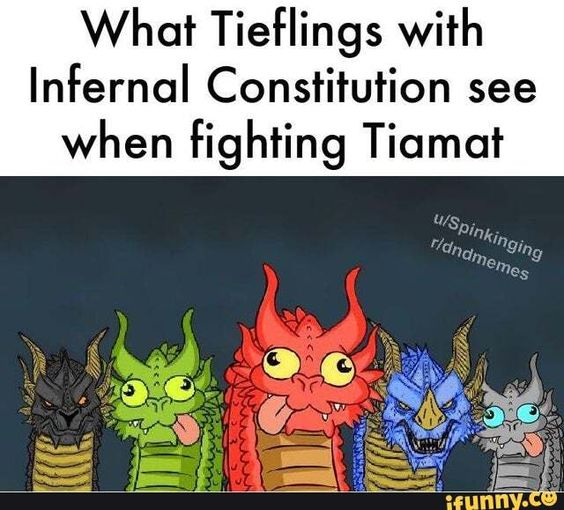 What Tieflings with
Infernal Constitution see
when fighting Tiamat
u/Spinkinging
r/dndmemes
ifunny.co